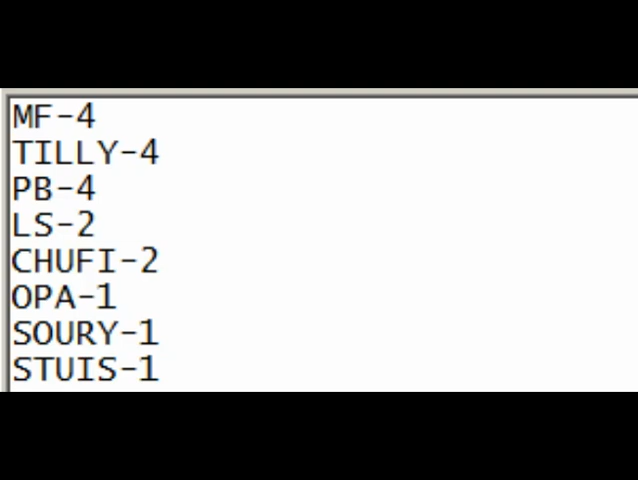 MF-4
TILLY-4
PB-4
LS-2
CHUFI-2
OPA-1
SOURY-1
STUIS-1